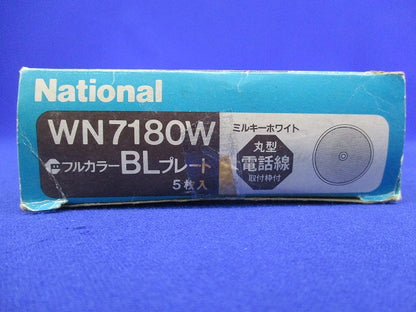 National
WN7180W
フルカラーBLプレート
5枚入
ミルキーホワイト
丸型
電話線
取付枠付